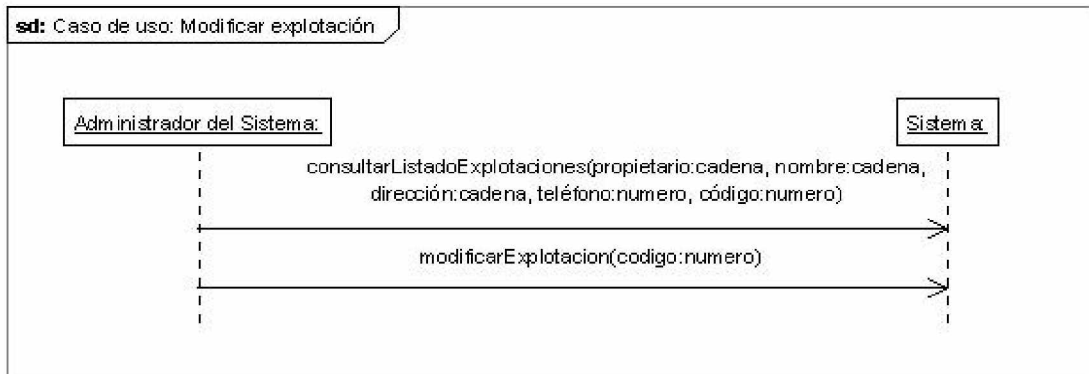 sd: Caso de uso: Modificar explotación
Administrador del Sistema:
Sistema:
consultarListadoExplotaciones(propietario:cadena, nombre:cadena,
dirección:cadena, teléfono:numero, código:numero)
modificarExplotacion(codigo:numero)